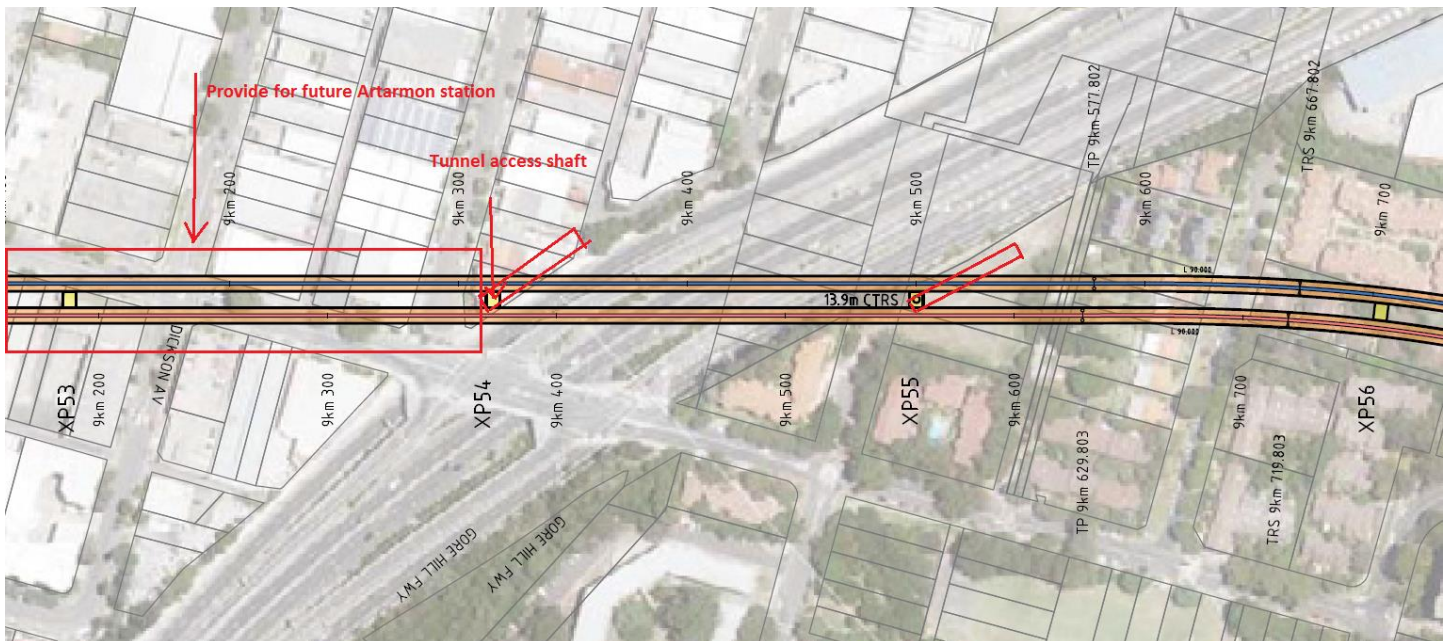 Provide for future Artarmon station
Tunnel access shaft
9km 200
9km 300
9km 400
9km 500
TP 9km 577.802
9km 600
TRS 9km 667.802
9km 700
L 90.000
13.9m CTRS
L 90.000
DICKSON AV
XP53
9km 200
9km 300
XP54
9km 400
9km 500
XP55
9km 600
TP 9km 629.803
9km 700
TRS 9km 719.803
XP56
GORE HILL FWY
GORE HILL FWY